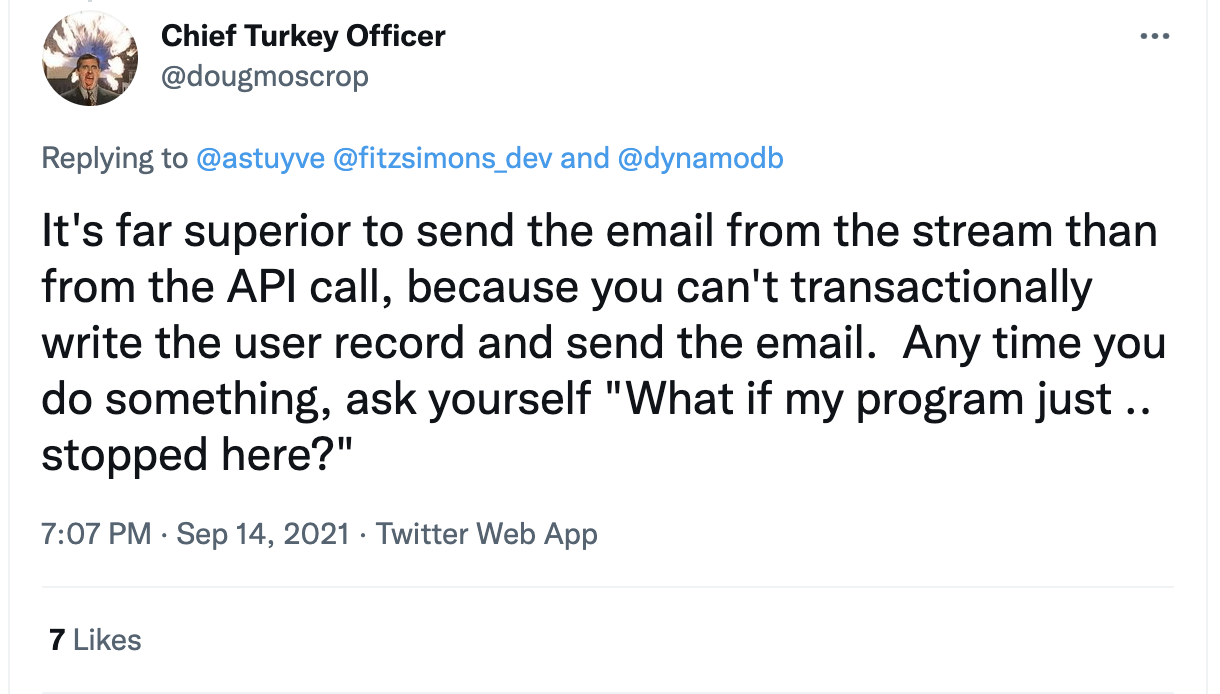 Chief Turkey Officer
@dougmoscrop
Replying to @astuyve @fitzsimons_dev and @dynamodb
It's far superior to send the email from the stream than
from the API call, because you can't transactionally
write the user record and send the email.  Any time you
do something, ask yourself "What if my program just ..
stopped here?"
7:07 PM · Sep 14, 2021 · Twitter Web App
7 Likes